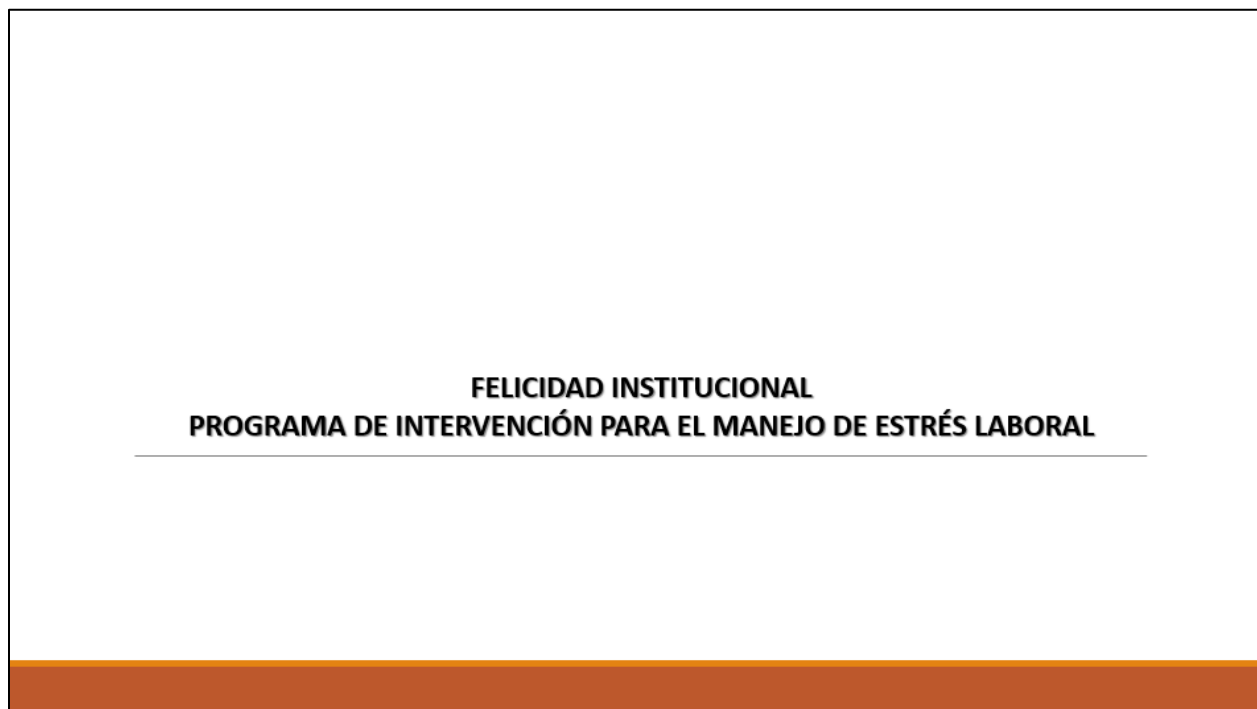 FELICIDAD INSTITUCIONAL
PROGRAMA DE INTERVENCIÓN PARA EL MANEJO DE ESTRÉS LABORAL